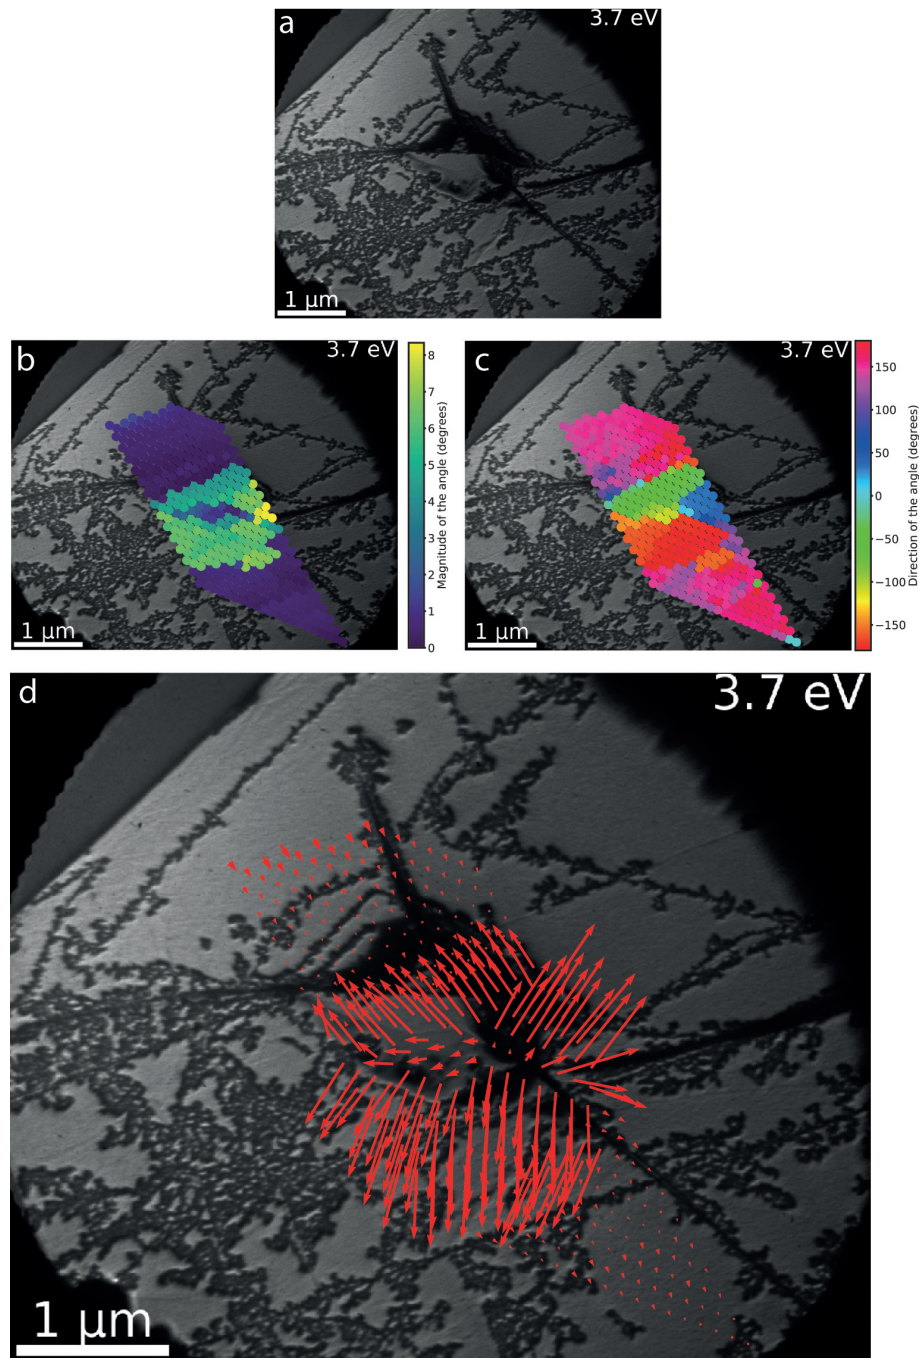 a
3.7 eV
1 µm
b
3.7 eV
1 µm
8
7
6
5
4
3
2
1
0
Magnitude of the angle (degrees)
c
3.7 eV
1 µm
150
100
50
0
−50
−100
−150
Direction of the angle (degrees)
d
3.7 eV
1 µm